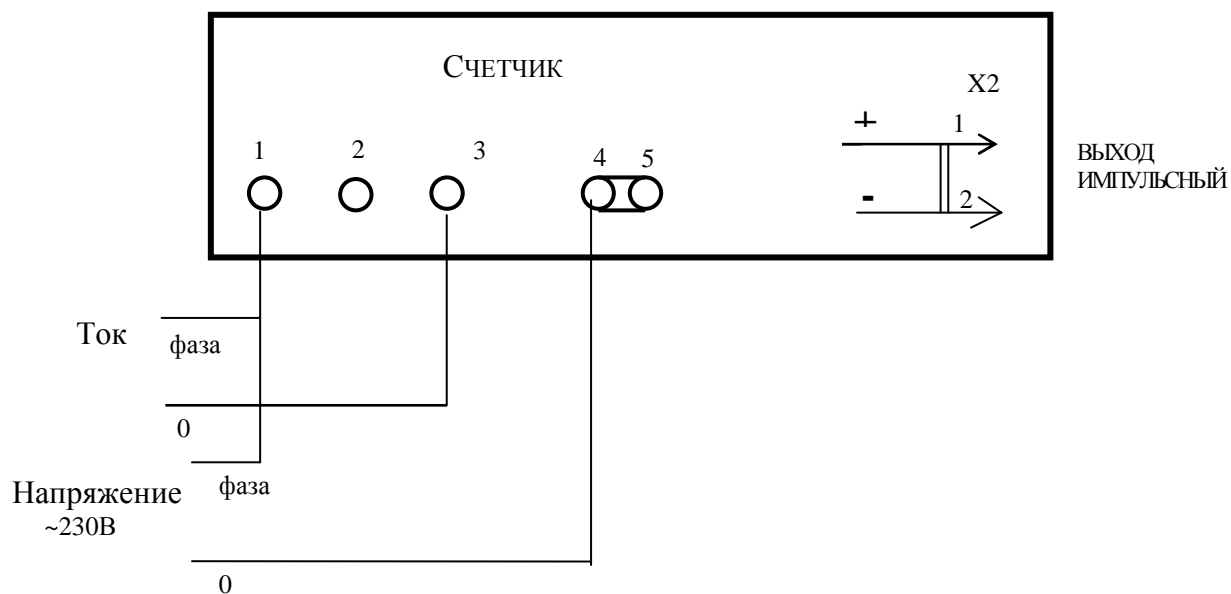 СЧЕТЧИК
X2
+
1
1 2 3 4 5
ВЫХОД
ИМПУЛЬСНЫЙ
-
2
Ток
фаза
0
фаза
Напряжение
~230В
0